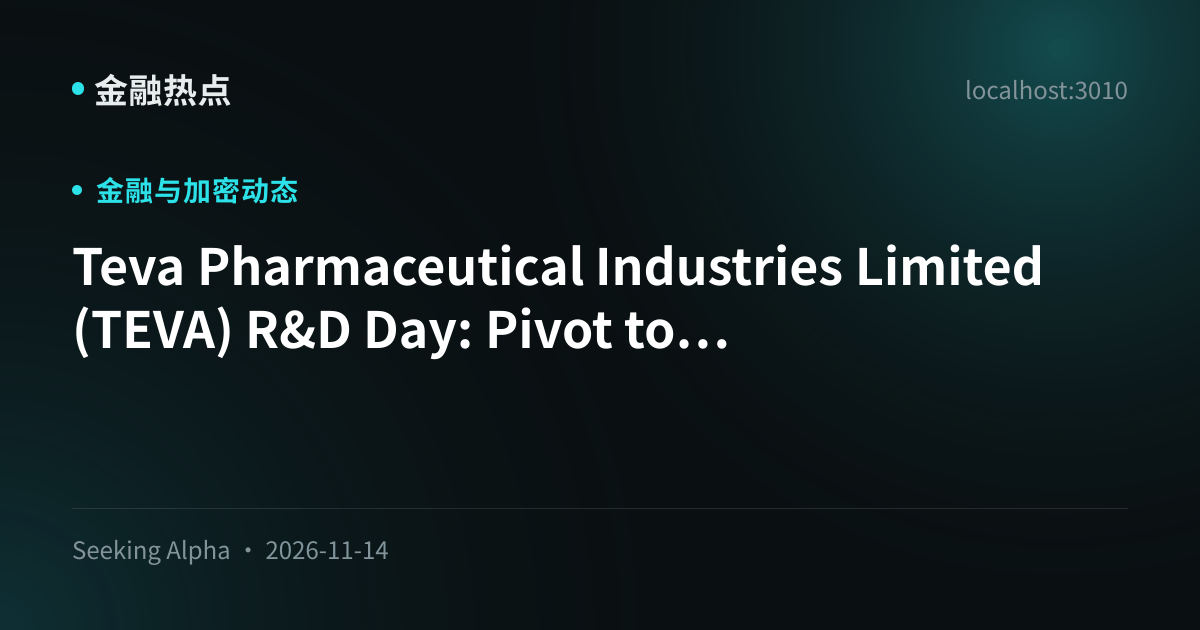 金融热点
localhost:3010
金融与加密动态
Teva Pharmaceutical Industries Limited
(TEVA) R&D Day: Pivot to…
Seeking Alpha • 2026-11-14